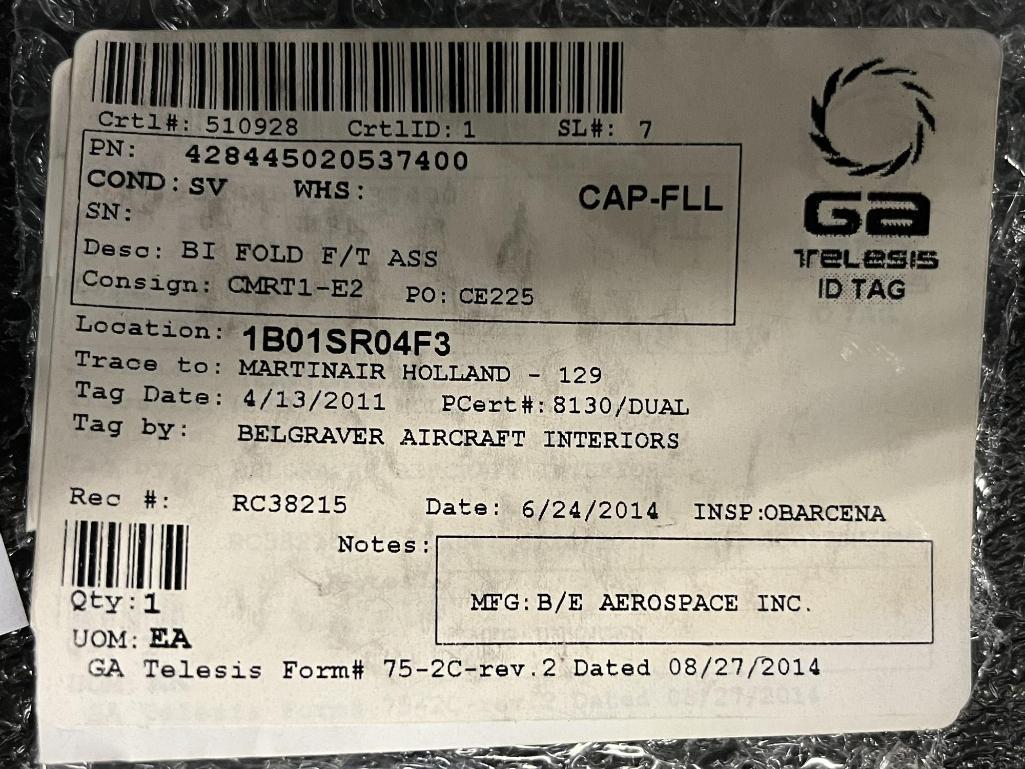 Crtl#: 510928 CrtlID: 1 SL#: 7
PN: 428445020537400
COND: SV WHS: CAP-FLL
SN:
Desc: BI FOLD F/T ASS
Consign: CMRT1-E2 PO: CE225
GA
TELESIS
ID TAG
Location: 1B01SR04F3
Trace to: MARTINAIR HOLLAND - 129
Tag Date: 4/13/2011 PCert#: 8130/DUAL
Tag by: BELGRAVER AIRCRAFT INTERIORS
Rec #: RC38215 Date: 6/24/2014 INSP:OBARCENA
Notes:
MFG: B/E AEROSPACE INC.
Qty: 1
UOM: EA
GA Telesis Form# 75-2C-rev.2 Dated 08/27/2014